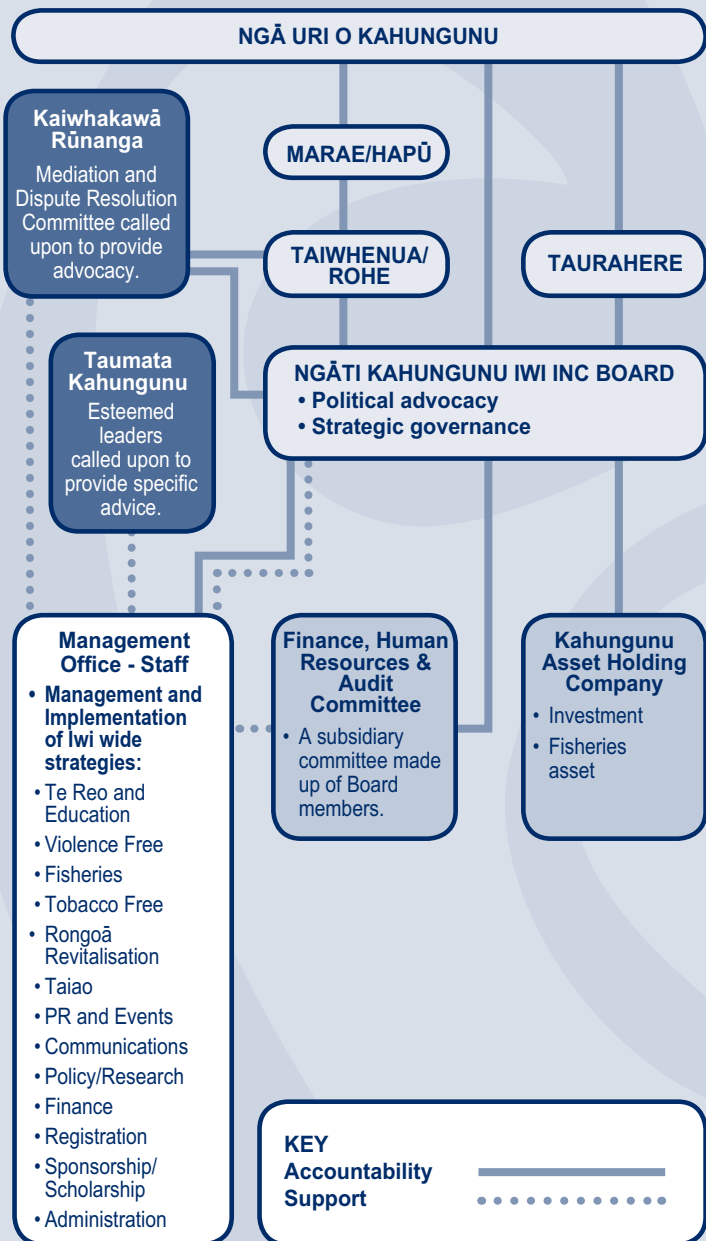 NGĀ URI O KAHUNGUNU
Kaiwhakawā
Rūnanga
Mediation and
Dispute Resolution
Committee called
upon to provide
advocacy.
MARAE/HAPŪ
TAIWHENUA/
ROHE
TAURAHERE
Taumata
Kahungunu
Esteemed
leaders
called upon to
provide specific
advice.
NGĀTI KAHUNGUNU IWI INC BOARD
• Political advocacy
• Strategic governance
Management
Office - Staff
• Management and
Implementation
of Iwi wide
strategies:
• Te Reo and
Education
• Violence Free
• Fisheries
• Tobacco Free
• Rongoā
Revitalisation
• Taiao
• PR and Events
• Communications
• Policy/Research
• Finance
• Registration
• Sponsorship/
Scholarship
• Administration
Finance, Human
Resources &
Audit
Committee
• A subsidiary
committee made
up of Board
members.
Kahungunu
Asset Holding
Company
• Investment
• Fisheries
asset
KEY
Accountability
Support